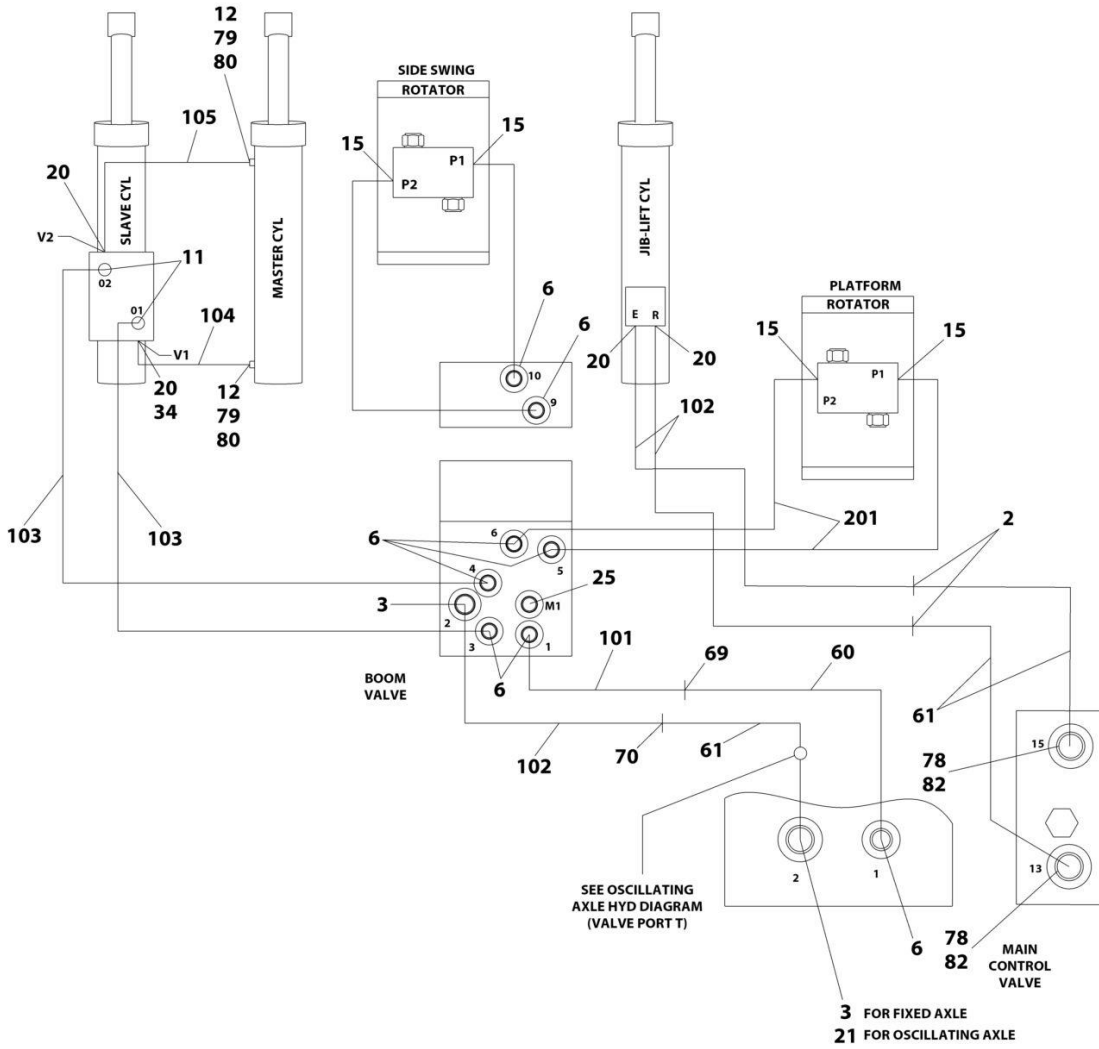 12
79
80
SIDE SWING
ROTATOR
105
15
15
P1
P2
20
SLAVE CYL
MASTER CYL
JIB-LIFT CYL
V2
11
02
01
104
V1
20
34
12
79
80
6
6
10
9
E R
20
20
102
PLATFORM
ROTATOR
15
15
P1
P2
103
103
6
6
5
4
25
3
M1
2
3
1
201
2
BOOM
VALVE
6
101
69
60
102
70
61
61
15
78
82
13
SEE OSCILLATING
AXLE HYD DIAGRAM
(VALVE PORT T)
2
1
6
78
82
MAIN
CONTROL
VALVE
3 FOR FIXED AXLE
21 FOR OSCILLATING AXLE